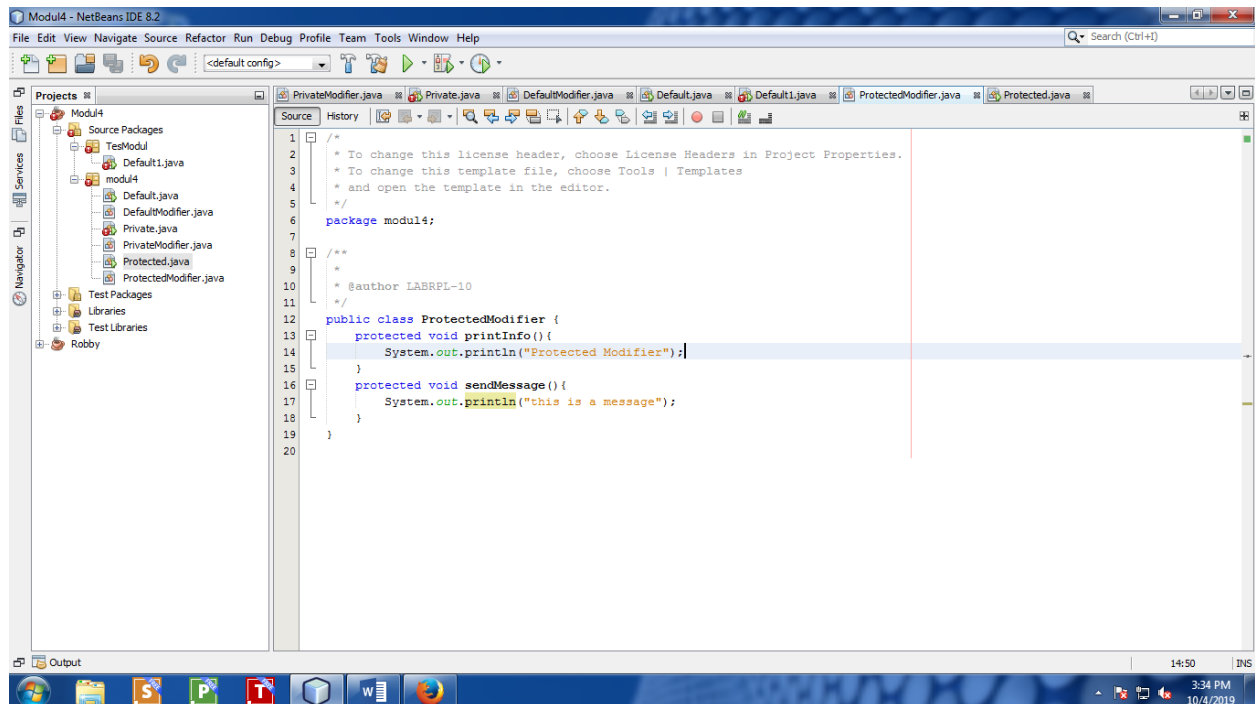 Modul4 - NetBeans IDE 8.2
File Edit View Navigate Source Refactor Run Debug Profile Team Tools Window Help
Search (Ctrl+I)
<default config>
Projects
PrivateModifier.java
Private.java
DefaultModifier.java
Default.java
Default1.java
ProtectedModifier.java
Protected.java
Files
Services
Navigator
Modul4
Source Packages
TesModul
Default1.java
modul4
Default.java
DefaultModifier.java
Private.java
PrivateModifier.java
Protected.java
ProtectedModifier.java
Test Packages
Libraries
Test Libraries
Robby
Source History
1 /*
2 * To change this license header, choose License Headers in Project Properties.
3 * To change this template file, choose Tools | Templates
4 * and open the template in the editor.
5 */
6 package modul4;
7
8 /**
9 *
10 * @author LABRPL-10
11 */
12 public class ProtectedModifier {
13 protected void printInfo(){
14 System.out.println("Protected Modifier");
15 }
16 protected void sendMessage(){
17 System.out.println("this is a message");
18 }
19 }
20
Output
14:50 INS
S P T W
3:34 PM
10/4/2019